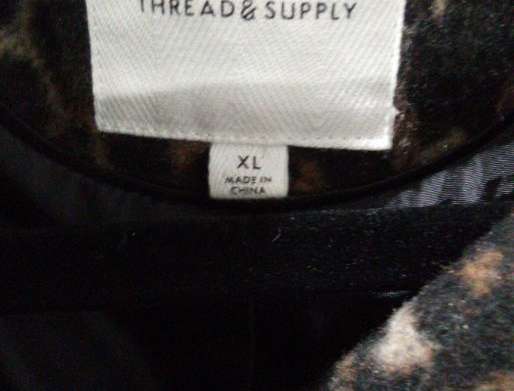 THREAD & SUPPLY
XL
MADE IN
CHINA